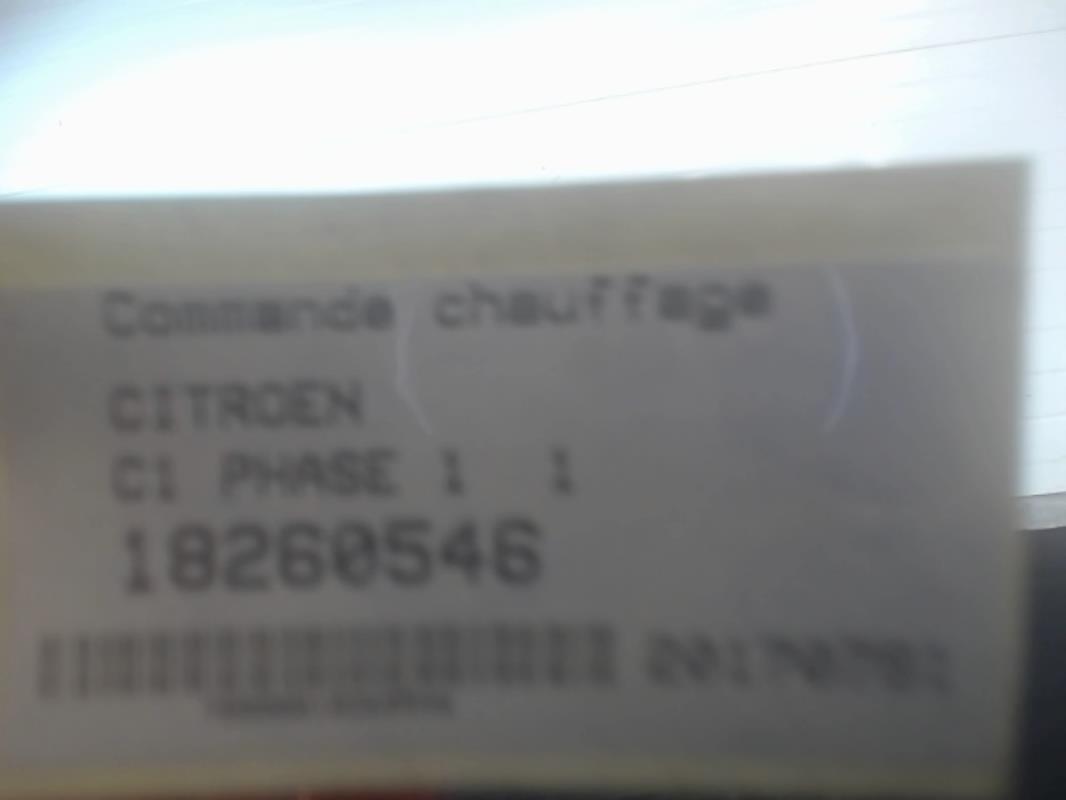 Commande chauffage
CITROEN
C1 PHASE 1 1
18260546